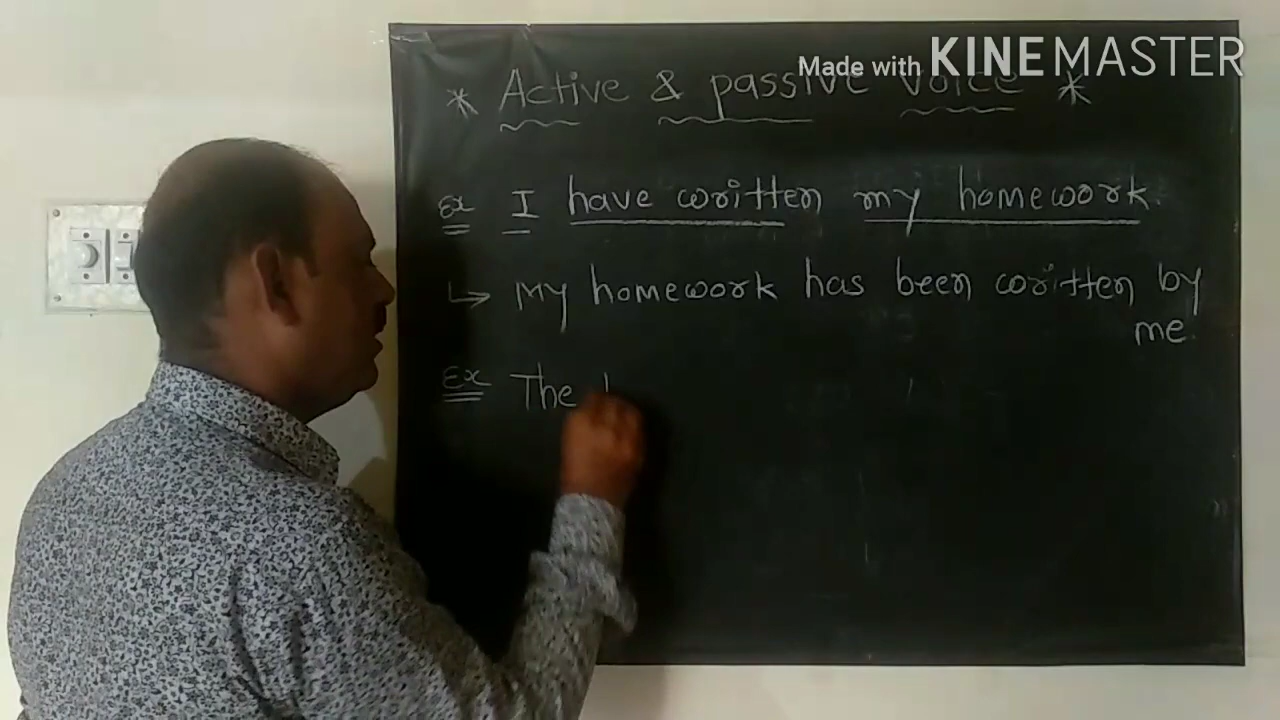 Made with KINEMASTER
* Active & passive Voice *
Ex I have written my homework.
↳ My homework has been written by
me.
Ex The